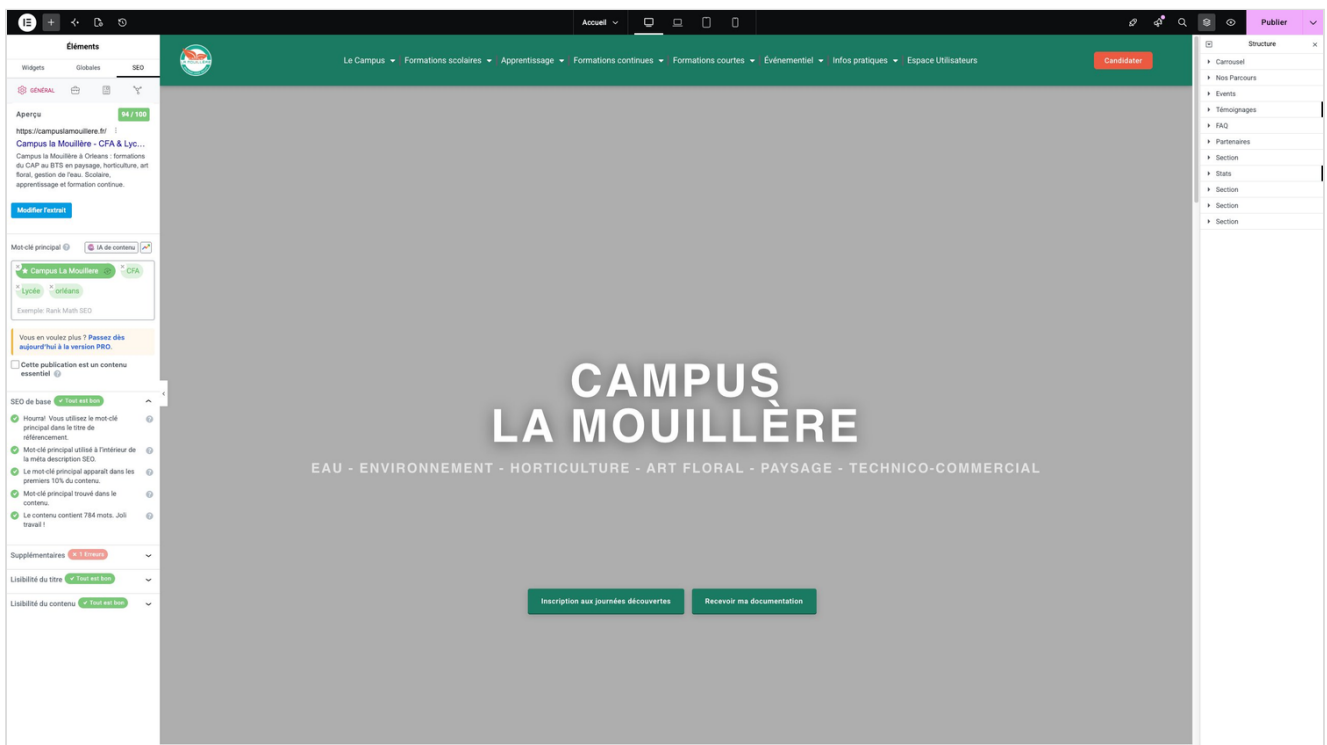 Accueil
Publier
Éléments
Widgets
Globales
SEO
GÉNÉRAL
Aperçu
94 / 100
https://campuslamouillere.fr/
Campus la Mouillère - CFA & Lyc...
Campus la Mouillère à Orleans : formations
du CAP au BTS en paysage, horticulture, art
floral, gestion de l'eau. Scolaire,
apprentissage et formation continue.
Modifier l'extrait
Mot-clé principal
IA de contenu
Campus La Mouillere
CFA
Lycée
orléans
Exemple: Rank Math SEO
Vous en voulez plus ? Passez dès
aujourd'hui à la version PRO.
Cette publication est un contenu
essentiel
SEO de base
Tout est bon
Hourra! Vous utilisez le mot-clé
principal dans le titre de
référencement.
Mot-clé principal utilisé à l'intérieur de
la méta description SEO.
Le mot-clé principal apparaît dans les
premiers 10% du contenu.
Mot-clé principal trouvé dans le
contenu.
Le contenu contient 784 mots. Joli
travail !
Supplémentaires
1 Erreurs
Lisibilité du titre
Tout est bon
Lisibilité du contenu
Tout est bon
LA MOUILLÈRE
Le Campus
Formations scolaires
Apprentissage
Formations continues
Formations courtes
Événementiel
Infos pratiques
Espace Utilisateurs
Candidater
CAMPUS
LA MOUILLÈRE
EAU - ENVIRONNEMENT - HORTICULTURE - ART FLORAL - PAYSAGE - TECHNICO-COMMERCIAL
Inscription aux journées découvertes
Recevoir ma documentation
Structure
Carrousel
Nos Parcours
Events
Témoignages
FAQ
Partenaires
Section
Stats
Section
Section
Section